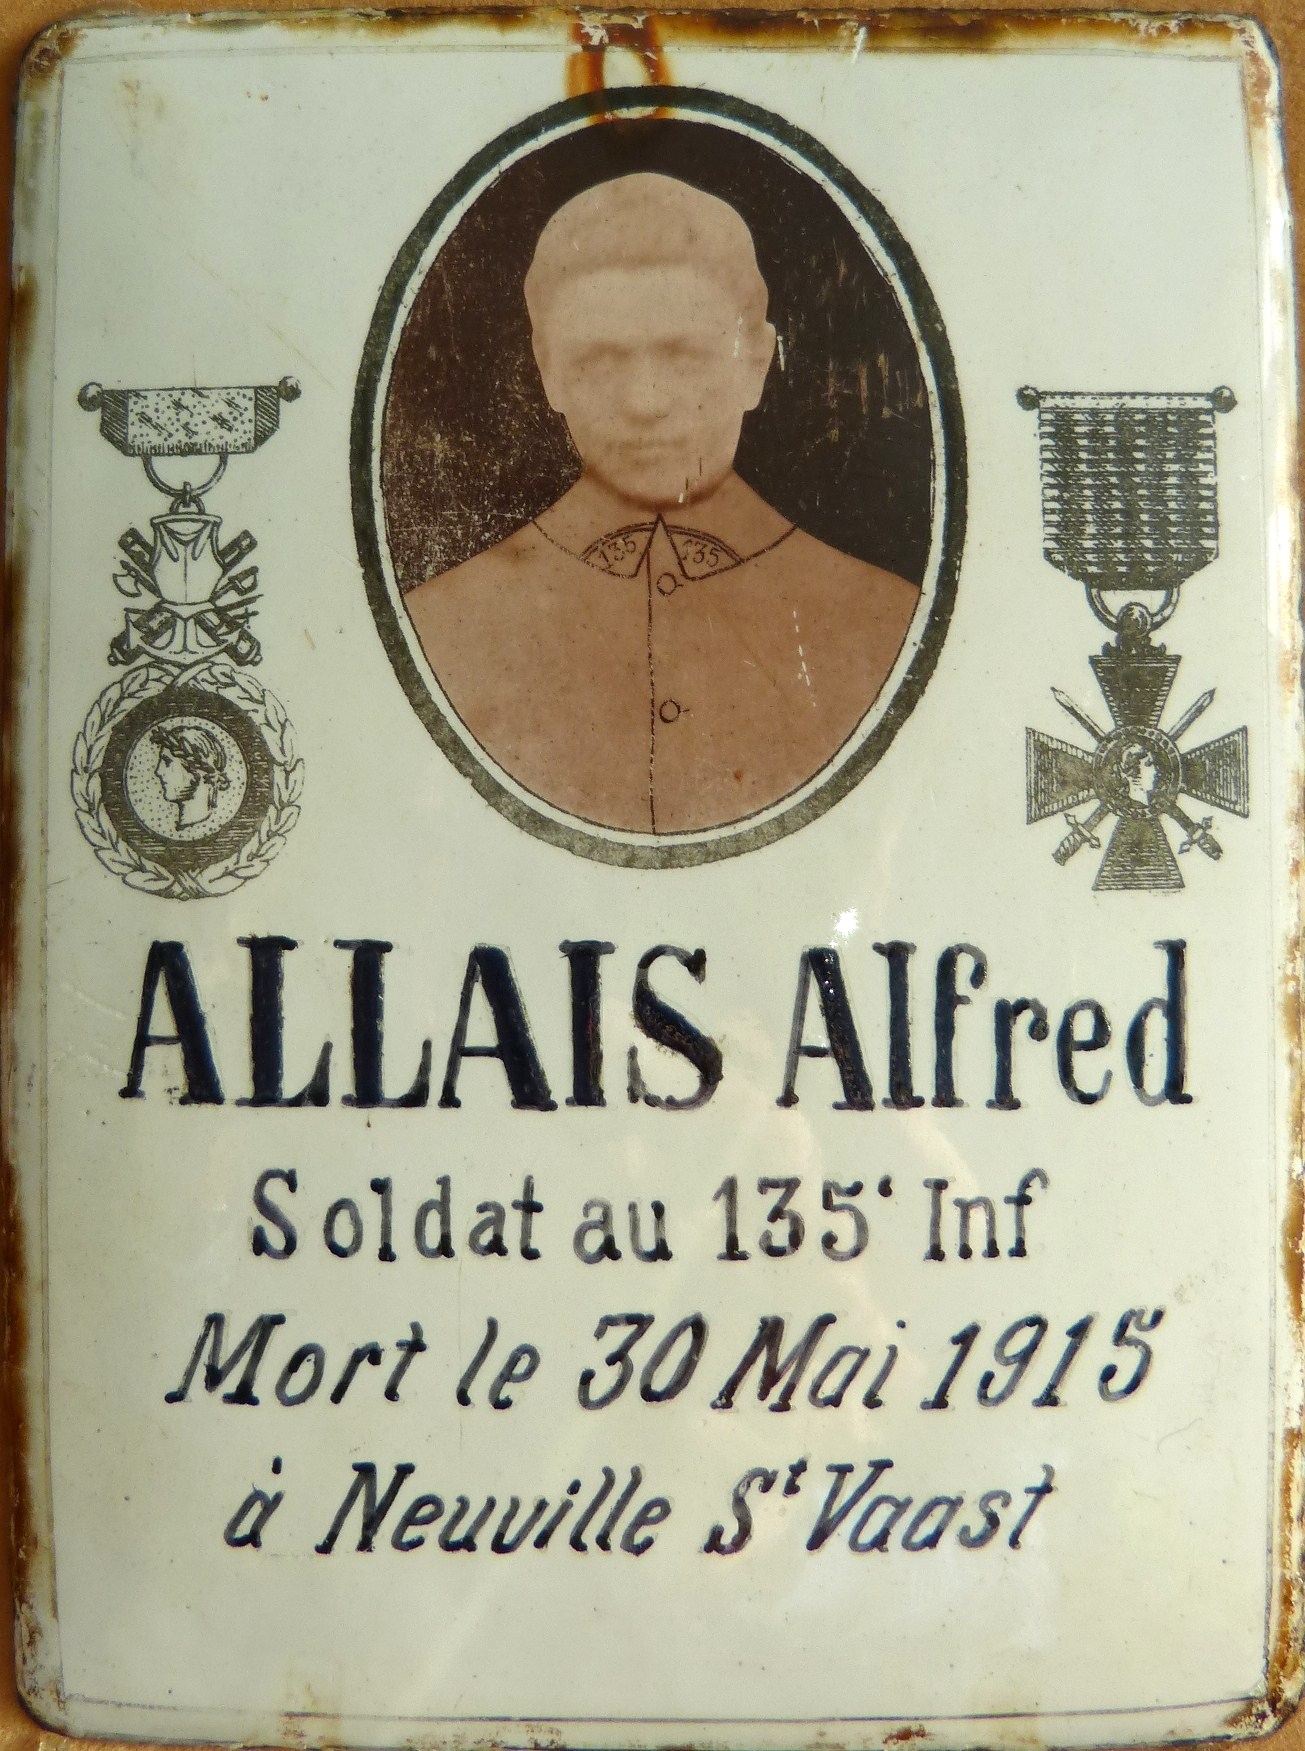 135 135
ALLAIS Alfred
Soldat au 135e Inf
Mort le 30 Mai 1915
à Neuville St Vaast